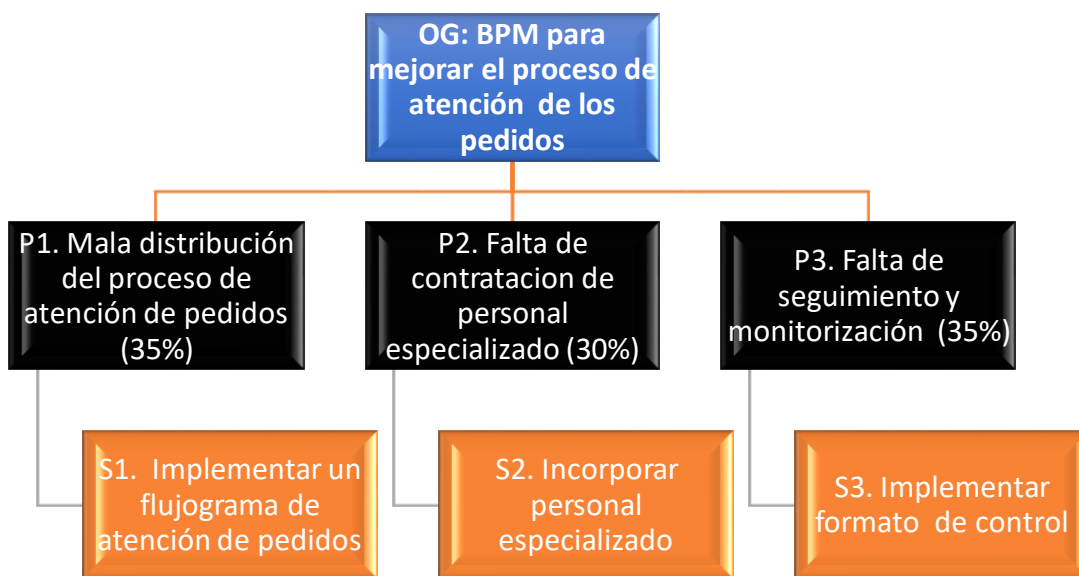 OG: BPM para
mejorar el proceso de
atención de los
pedidos
P1. Mala distribución
del proceso de
atención de pedidos
(35%)
P2. Falta de
contratacion de
personal
especializado (30%)
P3. Falta de
seguimiento y
monitorización (35%)
S1. Implementar un
flujograma de
atención de pedidos
S2. Incorporar
personal
especializado
S3. Implementar
formato de control